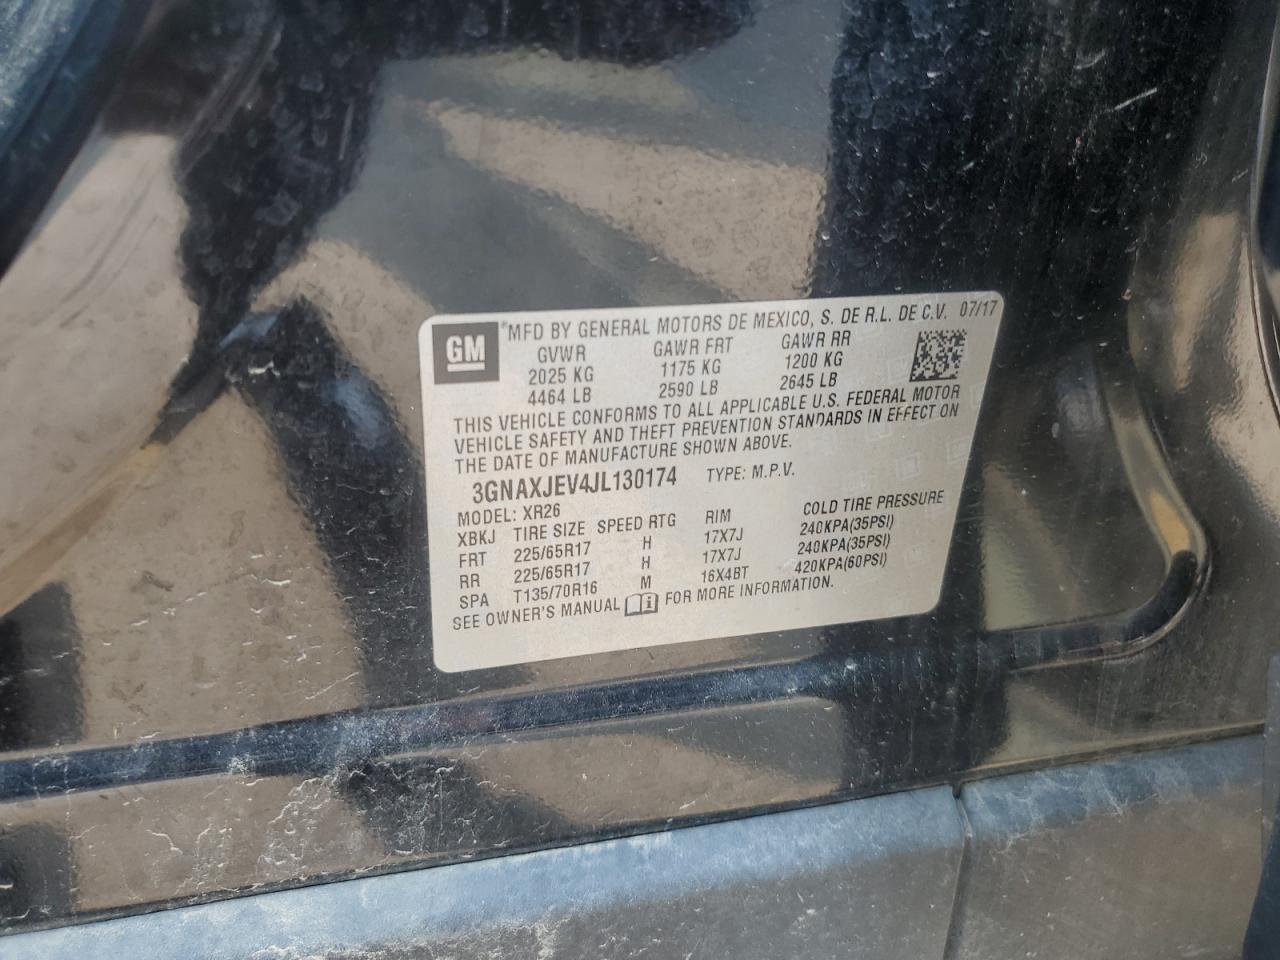 GM
*MFD BY GENERAL MOTORS DE MEXICO, S. DE R.L. DE C.V. 07/17
GVWR GAWR FRT GAWR RR
2025 KG 1175 KG 1200 KG
4464 LB 2590 LB 2645 LB
THIS VEHICLE CONFORMS TO ALL APPLICABLE U.S. FEDERAL MOTOR
VEHICLE SAFETY AND THEFT PREVENTION STANDARDS IN EFFECT ON
THE DATE OF MANUFACTURE SHOWN ABOVE.
3GNAXJEV4JL130174 TYPE: M.P.V.
MODEL: XR26
XBKJ TIRE SIZE SPEED RTG RIM COLD TIRE PRESSURE
FRT 225/65R17 H 17X7J 240KPA(35PSI)
RR 225/65R17 H 17X7J 240KPA(35PSI)
SPA T135/70R16 M 16X4BT 420KPA(60PSI)
SEE OWNER'S MANUAL FOR MORE INFORMATION.